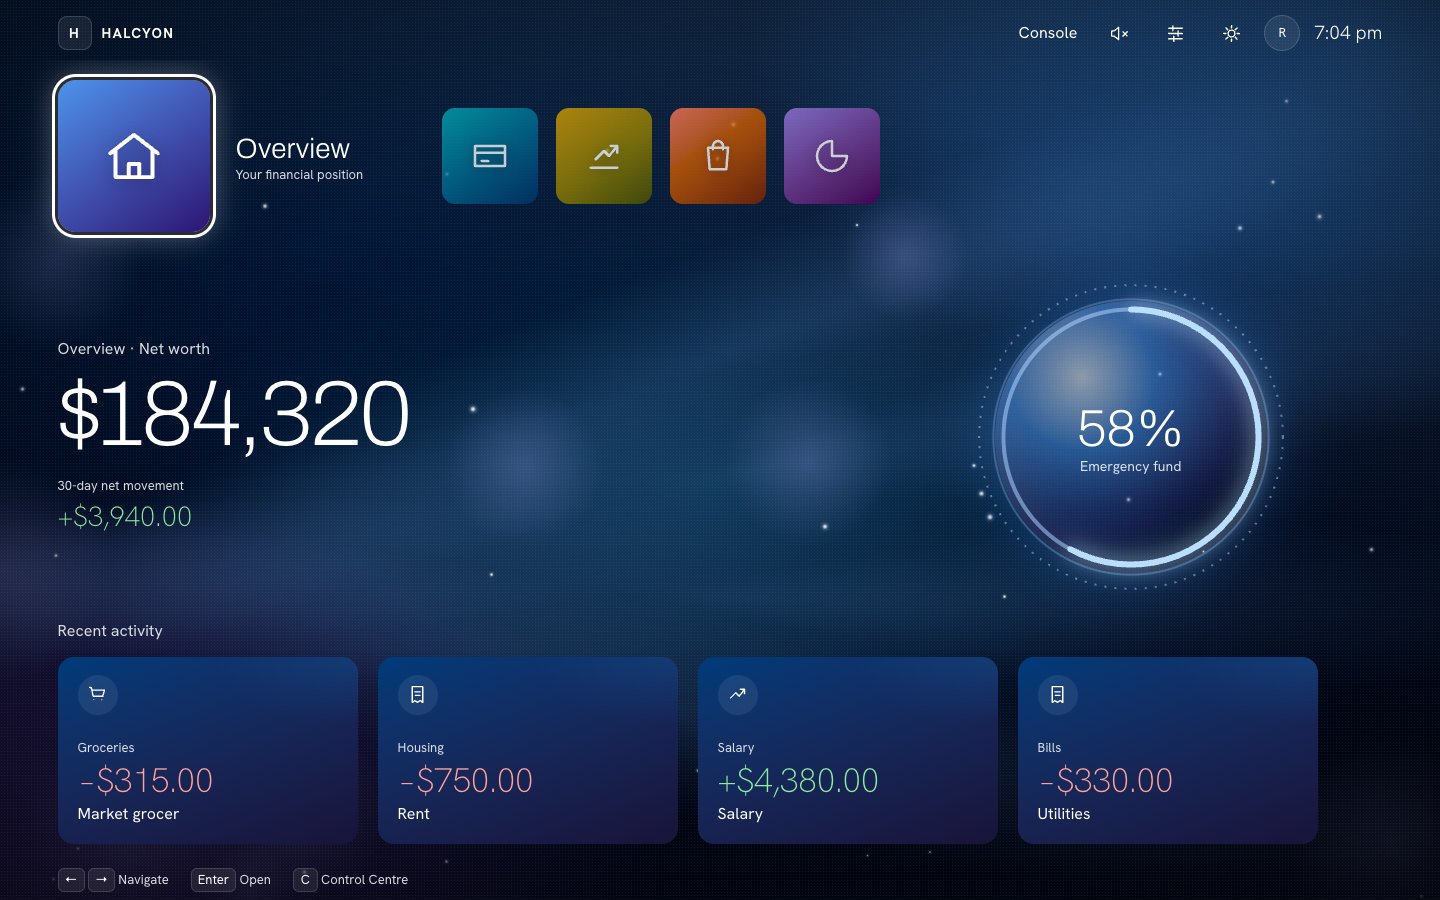 H HALCYON
Console
R
7:04 pm
Overview
Your financial position
Overview · Net worth
$184,320
30-day net movement
+$3,940.00
58%
Emergency fund
Recent activity
Groceries
−$315.00
Market grocer
Housing
−$750.00
Rent
Salary
+$4,380.00
Salary
Bills
−$330.00
Utilities
← → Navigate Enter Open C Control Centre